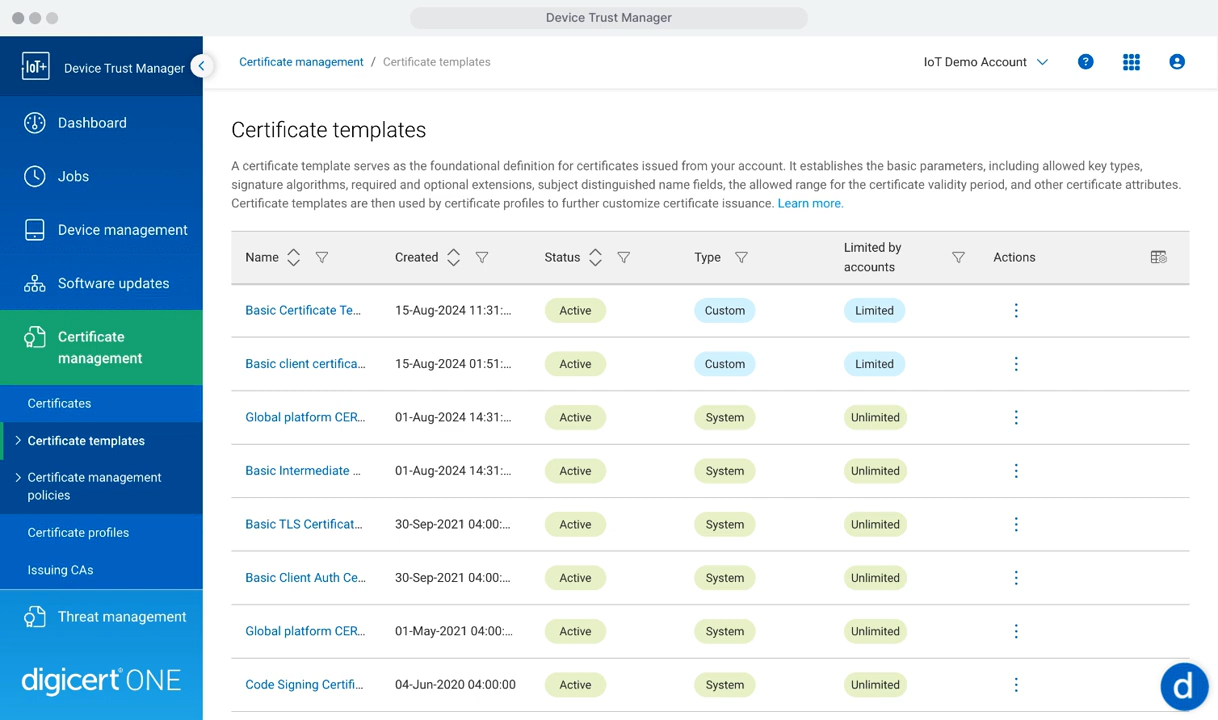 Device Trust Manager
IoT+
Device Trust Manager
Certificate management / Certificate templates
IoT Demo Account
?
Dashboard
Jobs
Device management
Software updates
Certificate
management
Certificates
Certificate templates
Certificate management
policies
Certificate profiles
Issuing CAs
Threat management
digicert® ONE
Certificate templates
A certificate template serves as the foundational definition for certificates issued from your account. It establishes the basic parameters, including allowed key types,
signature algorithms, required and optional extensions, subject distinguished name fields, the allowed range for the certificate validity period, and other certificate attributes.
Certificate templates are then used by certificate profiles to further customize certificate issuance. Learn more.
Name Created Status Type Limited by accounts Actions
Basic Certificate Te... 15-Aug-2024 11:31:... Active Custom Limited
Basic client certifica... 15-Aug-2024 01:51:... Active Custom Limited
Global platform CER... 01-Aug-2024 14:31:... Active System Unlimited
Basic Intermediate ... 01-Aug-2024 14:31:... Active System Unlimited
Basic TLS Certificat... 30-Sep-2021 04:00:... Active System Unlimited
Basic Client Auth Ce... 30-Sep-2021 04:00:... Active System Unlimited
Global platform CER... 01-May-2021 04:00:... Active System Unlimited
Code Signing Certifi... 04-Jun-2020 04:00:00 Active System Unlimited
d